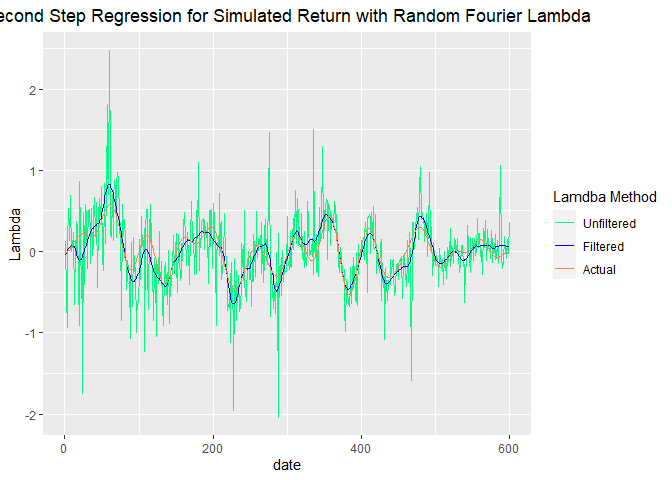 econd Step Regression for Simulated Return with Random Fourier Lambda
2
1
0
-1
-2
Lambda
0
200
400
600
date
Lamdba Method
Unfiltered
Filtered
Actual